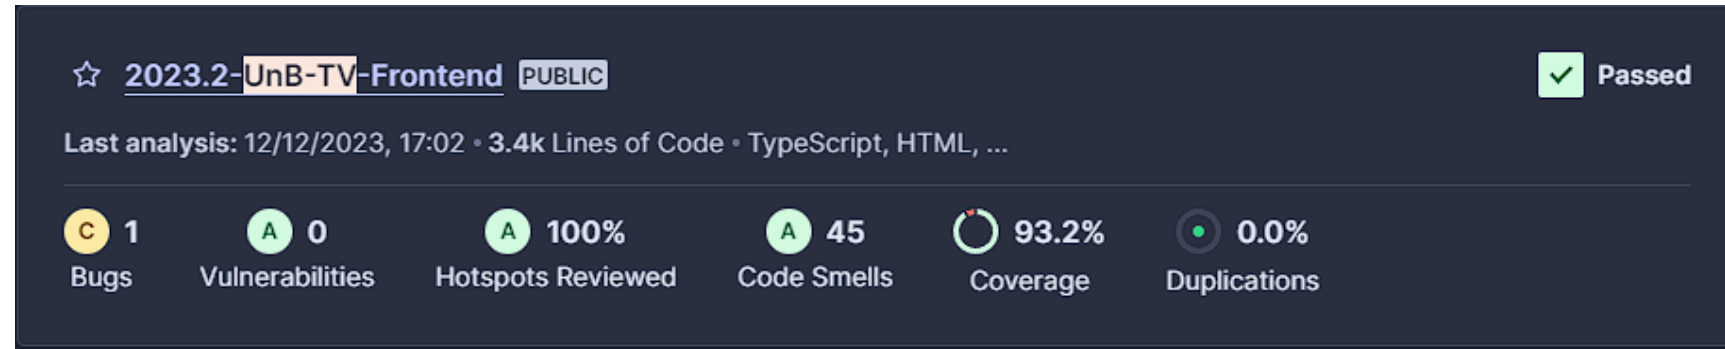 2023.2-UnB-TV-Frontend PUBLIC Passed
Last analysis: 12/12/2023, 17:02 • 3.4k Lines of Code • TypeScript, HTML, ...
C 1 A 0 A 100% A 45 93.2% 0.0%
Bugs Vulnerabilities Hotspots Reviewed Code Smells Coverage Duplications